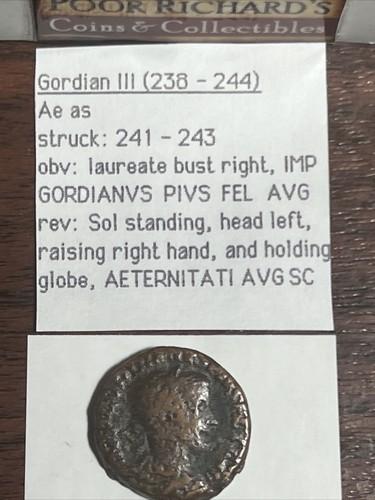 POOR RICHARD'S
Coins & Collectibles
Gordian III (238 - 244)
Ae as
struck: 241 - 243
obv: laureate bust right, IMP
GORDIANVS PIVS FEL AVG
rev: Sol standing, head left,
raising right hand, and holding
globe, AETERNITATI AVG SC